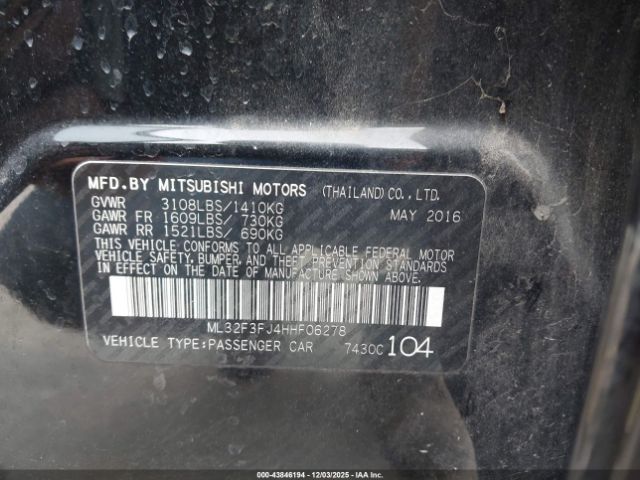 MFD.BY MITSUBISHI MOTORS (THAILAND) CO., LTD.
GVWR 3108LBS/1410KG MAY 2016
GAWR FR 1609LBS/ 730KG
GAWR RR 1521LBS/ 690KG
THIS VEHICLE CONFORMS TO ALL APPLICABLE FEDERAL MOTOR
VEHICLE SAFETY, BUMPER, AND THEFT PREVENTION STANDARDS
IN EFFECT ON THE DATE OF MANUFACTURE SHOWN ABOVE.
ML32F3FJ4HHF06278
VEHICLE TYPE:PASSENGER CAR 7430C 104
000-43846194 - 12/03/2025 - © IAA Inc. All Rights Reserved